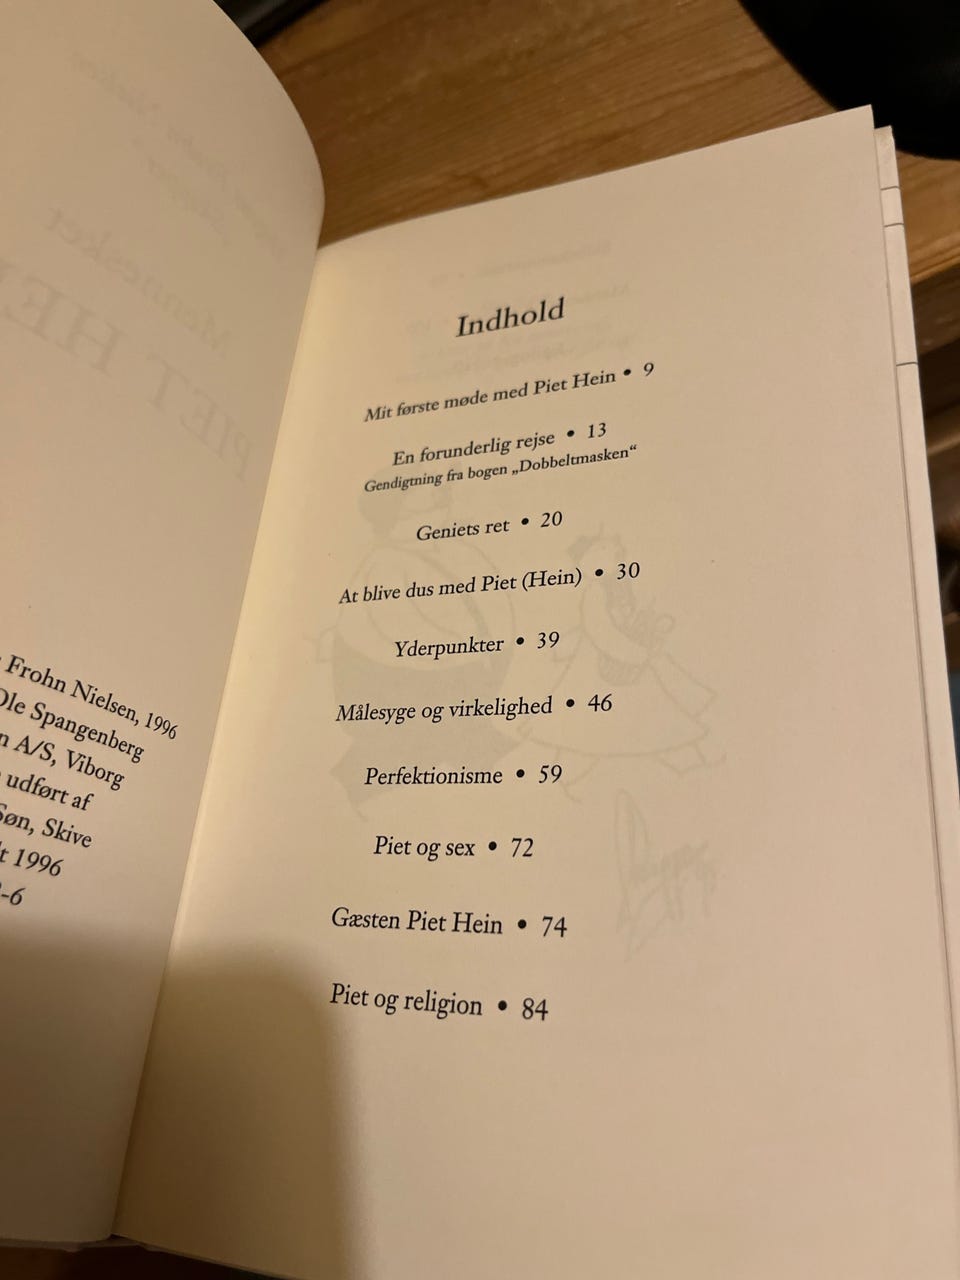 Frohn Nielsen, 1996
Ole Spangenberg
A/S, Viborg
udført af
Søn, Skive
1996
-6
Indhold
Mit første møde med Piet Hein • 9
En forunderlig rejse • 13
Gendigtning fra bogen „Dobbeltmasken“
Geniets ret • 20
At blive dus med Piet (Hein) • 30
Yderpunkter • 39
Målesyge og virkelighed • 46
Perfektionisme • 59
Piet og sex • 72
Gæsten Piet Hein • 74
Piet og religion • 84